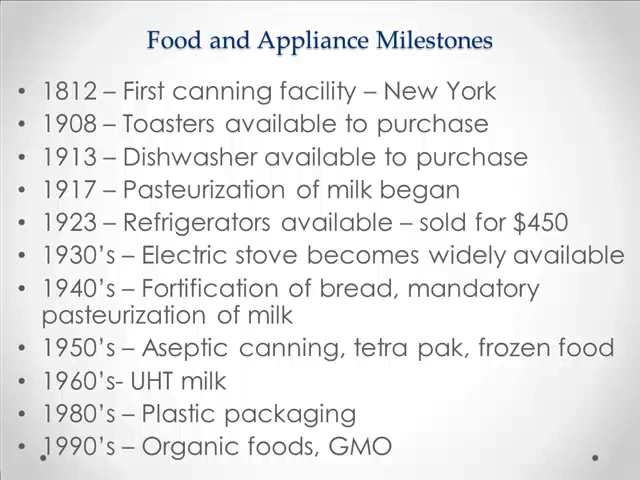 Food and Appliance Milestones
• 1812 – First canning facility – New York
• 1908 – Toasters available to purchase
• 1913 – Dishwasher available to purchase
• 1917 – Pasteurization of milk began
• 1923 – Refrigerators available – sold for $450
• 1930’s – Electric stove becomes widely available
• 1940’s – Fortification of bread, mandatory
pasteurization of milk
• 1950’s – Aseptic canning, tetra pak, frozen food
• 1960’s- UHT milk
• 1980’s – Plastic packaging
• 1990’s – Organic foods, GMO